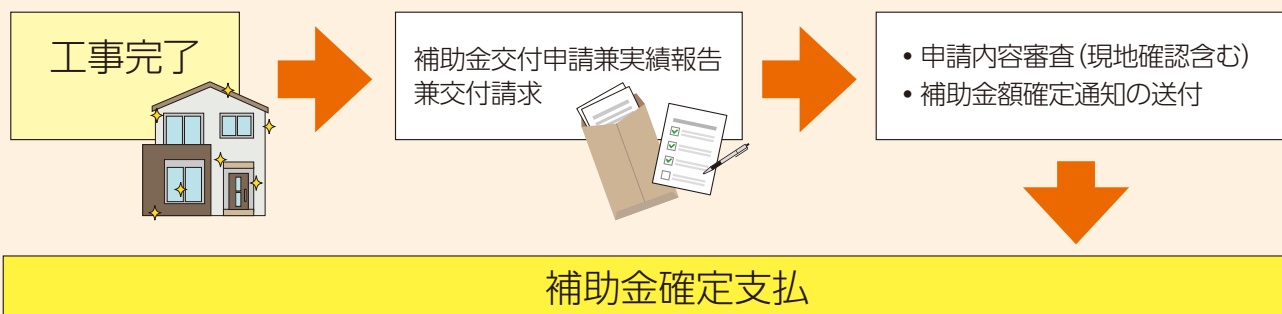 工事完了
補助金交付申請兼実績報告
兼交付請求
• 申請内容審査(現地確認含む)
• 補助金額確定通知の送付
補助金確定支払